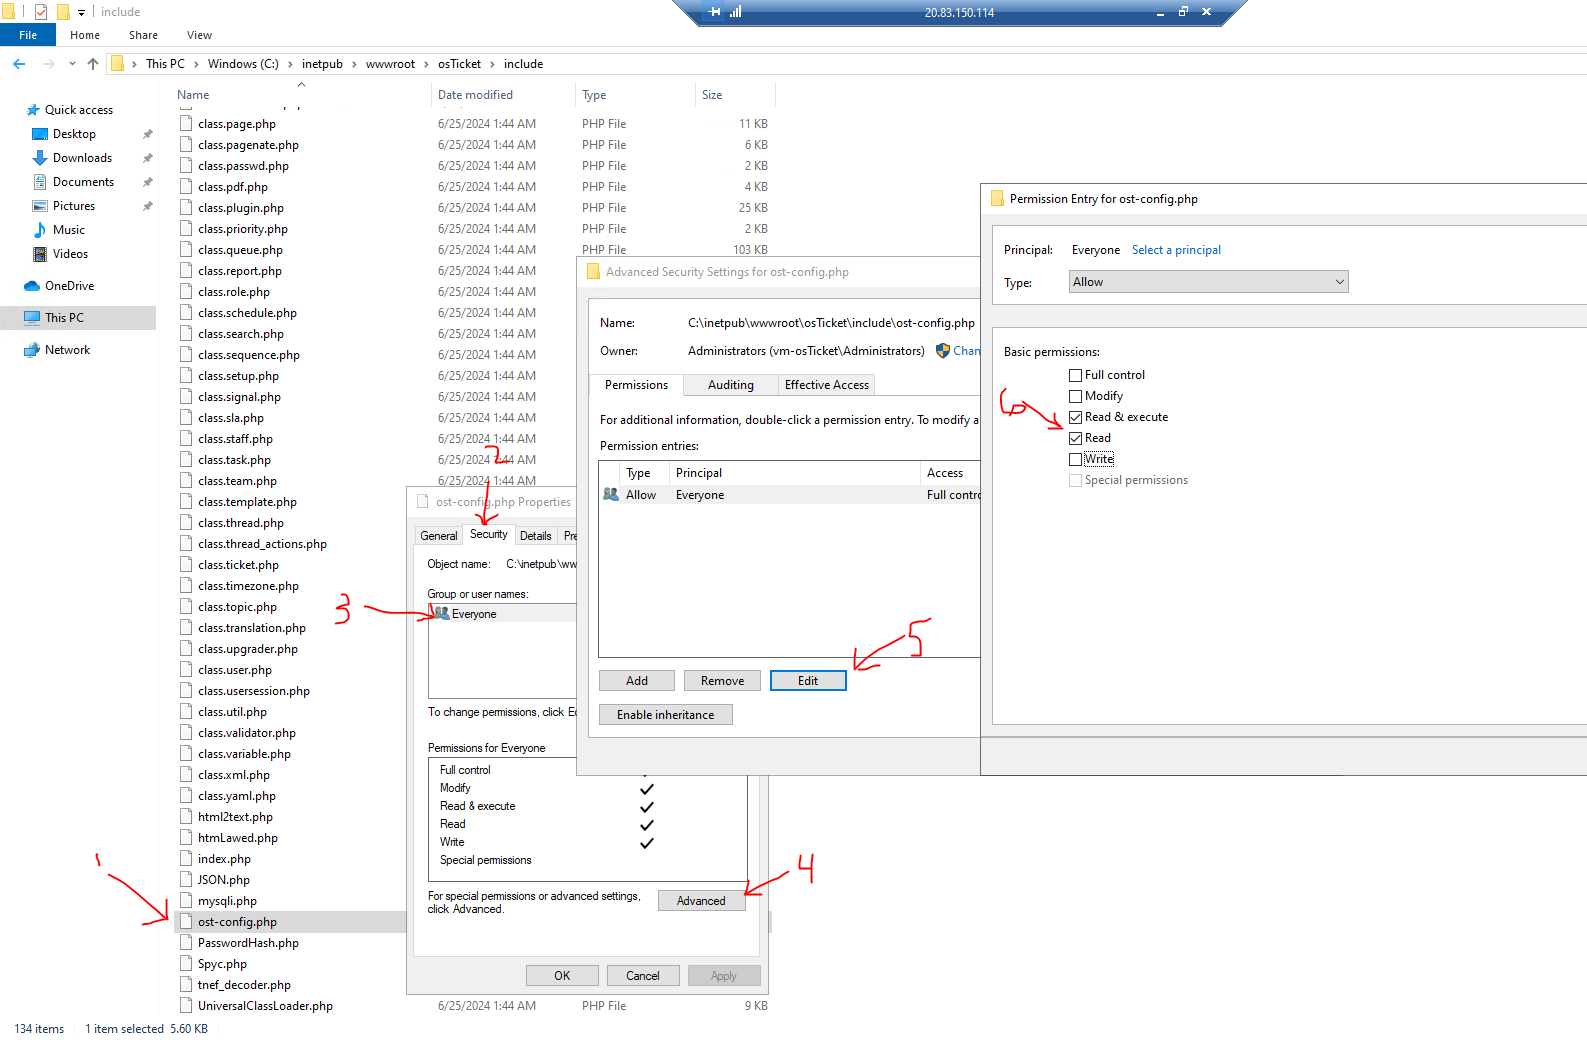 include
20.83.150.114
File Home Share View
This PC > Windows (C:) > inetpub > wwwroot > osTicket > include
Name Date modified Type Size
Quick access
Desktop
Downloads
Documents
Pictures
Music
Videos
OneDrive
This PC
Network
class.page.php 6/25/2024 1:44 AM PHP File 11 KB
class.pagenate.php 6/25/2024 1:44 AM PHP File 6 KB
class.passwd.php 6/25/2024 1:44 AM PHP File 2 KB
class.pdf.php 6/25/2024 1:44 AM PHP File 4 KB
class.plugin.php 6/25/2024 1:44 AM PHP File 25 KB
class.priority.php 6/25/2024 1:44 AM PHP File 2 KB
class.queue.php 6/25/2024 1:44 AM PHP File 103 KB
class.report.php 6/25/2024 1:44 AM
class.role.php 6/25/2024 1:44 AM
class.schedule.php 6/25/2024 1:44 AM
class.search.php 6/25/2024 1:44 AM
class.sequence.php 6/25/2024 1:44 AM
class.setup.php 6/25/2024 1:44 AM
class.signal.php 6/25/2024 1:44 AM
class.sla.php 6/25/2024 1:44 AM
class.staff.php 6/25/2024 1:44 AM
class.task.php 6/25/2024 1:44 AM
class.team.php 6/25/2024 1:44 AM
class.template.php
class.thread.php
class.thread_actions.php
class.ticket.php
class.timezone.php
class.topic.php
class.translation.php
class.upgrader.php
class.user.php
class.usersession.php
class.util.php
class.validator.php
class.variable.php
class.xml.php
class.yaml.php
html2text.php
htmLawed.php
index.php
JSON.php
mysqli.php
ost-config.php
PasswordHash.php
Spyc.php
tnef_decoder.php
UniversalClassLoader.php 6/25/2024 1:44 AM PHP File 9 KB
134 items 1 item selected 5.60 KB
1
2
3
4
5
6
ost-config.php Properties
General Security Details Pre
Object name: C:\inetpub\ww
Group or user names:
Everyone
To change permissions, click Ed
Permissions for Everyone
Full control
Modify
Read & execute
Read
Write
Special permissions
For special permissions or advanced settings,
click Advanced.
Advanced
OK Cancel Apply
Advanced Security Settings for ost-config.php
Name: C:\inetpub\wwwroot\osTicket\include\ost-config.php
Owner: Administrators (vm-osTicket\Administrators) Chan
Permissions Auditing Effective Access
For additional information, double-click a permission entry. To modify a
Permission entries:
Type Principal Access
Allow Everyone Full contro
Add Remove Edit
Enable inheritance
Permission Entry for ost-config.php
Principal: Everyone Select a principal
Type: Allow
Basic permissions:
Full control
Modify
Read & execute
Read
Write
Special permissions